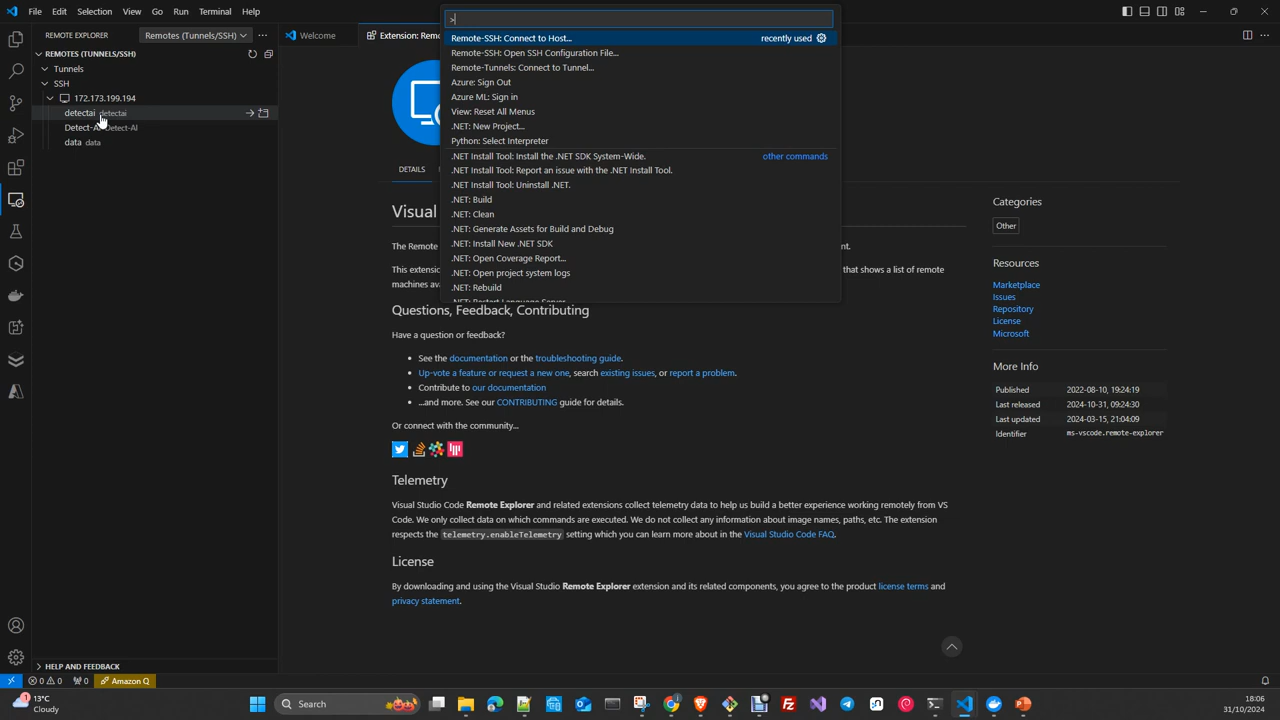 File Edit Selection View Go Run Terminal Help
>
REMOTE EXPLORER Remotes (Tunnels/SSH)
REMOTES (TUNNELS/SSH)
Tunnels
SSH
172.173.199.194
detectai detectai
Detect-AI Detect-AI
data data
Welcome
Extension: Remo
Remote-SSH: Connect to Host... recently used
Remote-SSH: Open SSH Configuration File...
Remote-Tunnels: Connect to Tunnel...
Azure: Sign Out
Azure ML: Sign in
View: Reset All Menus
.NET: New Project...
Python: Select Interpreter
.NET Install Tool: Install the .NET SDK System-Wide. other commands
.NET Install Tool: Report an issue with the .NET Install Tool.
.NET Install Tool: Uninstall .NET.
.NET: Build
.NET: Clean
.NET: Generate Assets for Build and Debug
.NET: Install New .NET SDK
.NET: Open Coverage Report...
.NET: Open project system logs
.NET: Rebuild
.NET: Restart Language Server
DETAILS
Visual
The Remote
ent.
This extensio
that shows a list of remote
machines ava
Questions, Feedback, Contributing
Have a question or feedback?
• See the documentation or the troubleshooting guide.
• Up-vote a feature or request a new one, search existing issues, or report a problem.
• Contribute to our documentation
• ...and more. See our CONTRIBUTING guide for details.
Or connect with the community...
Telemetry
Visual Studio Code Remote Explorer and related extensions collect telemetry data to help us build a better experience working remotely from VS
Code. We only collect data on which commands are executed. We do not collect any information about image names, paths, etc. The extension
respects the telemetry.enableTelemetry setting which you can learn more about in the Visual Studio Code FAQ.
License
By downloading and using the Visual Studio Remote Explorer extension and its related components, you agree to the product license terms and
privacy statement.
Categories
Other
Resources
Marketplace
Issues
Repository
License
Microsoft
More Info
Published 2022-08-10, 19:24:19
Last released 2024-10-31, 09:24:30
Last updated 2024-03-15, 21:04:09
Identifier ms-vscode.remote-explorer
HELP AND FEEDBACK
0 0 0 Amazon Q
1
13°C
Cloudy
Search
18:06
31/10/2024